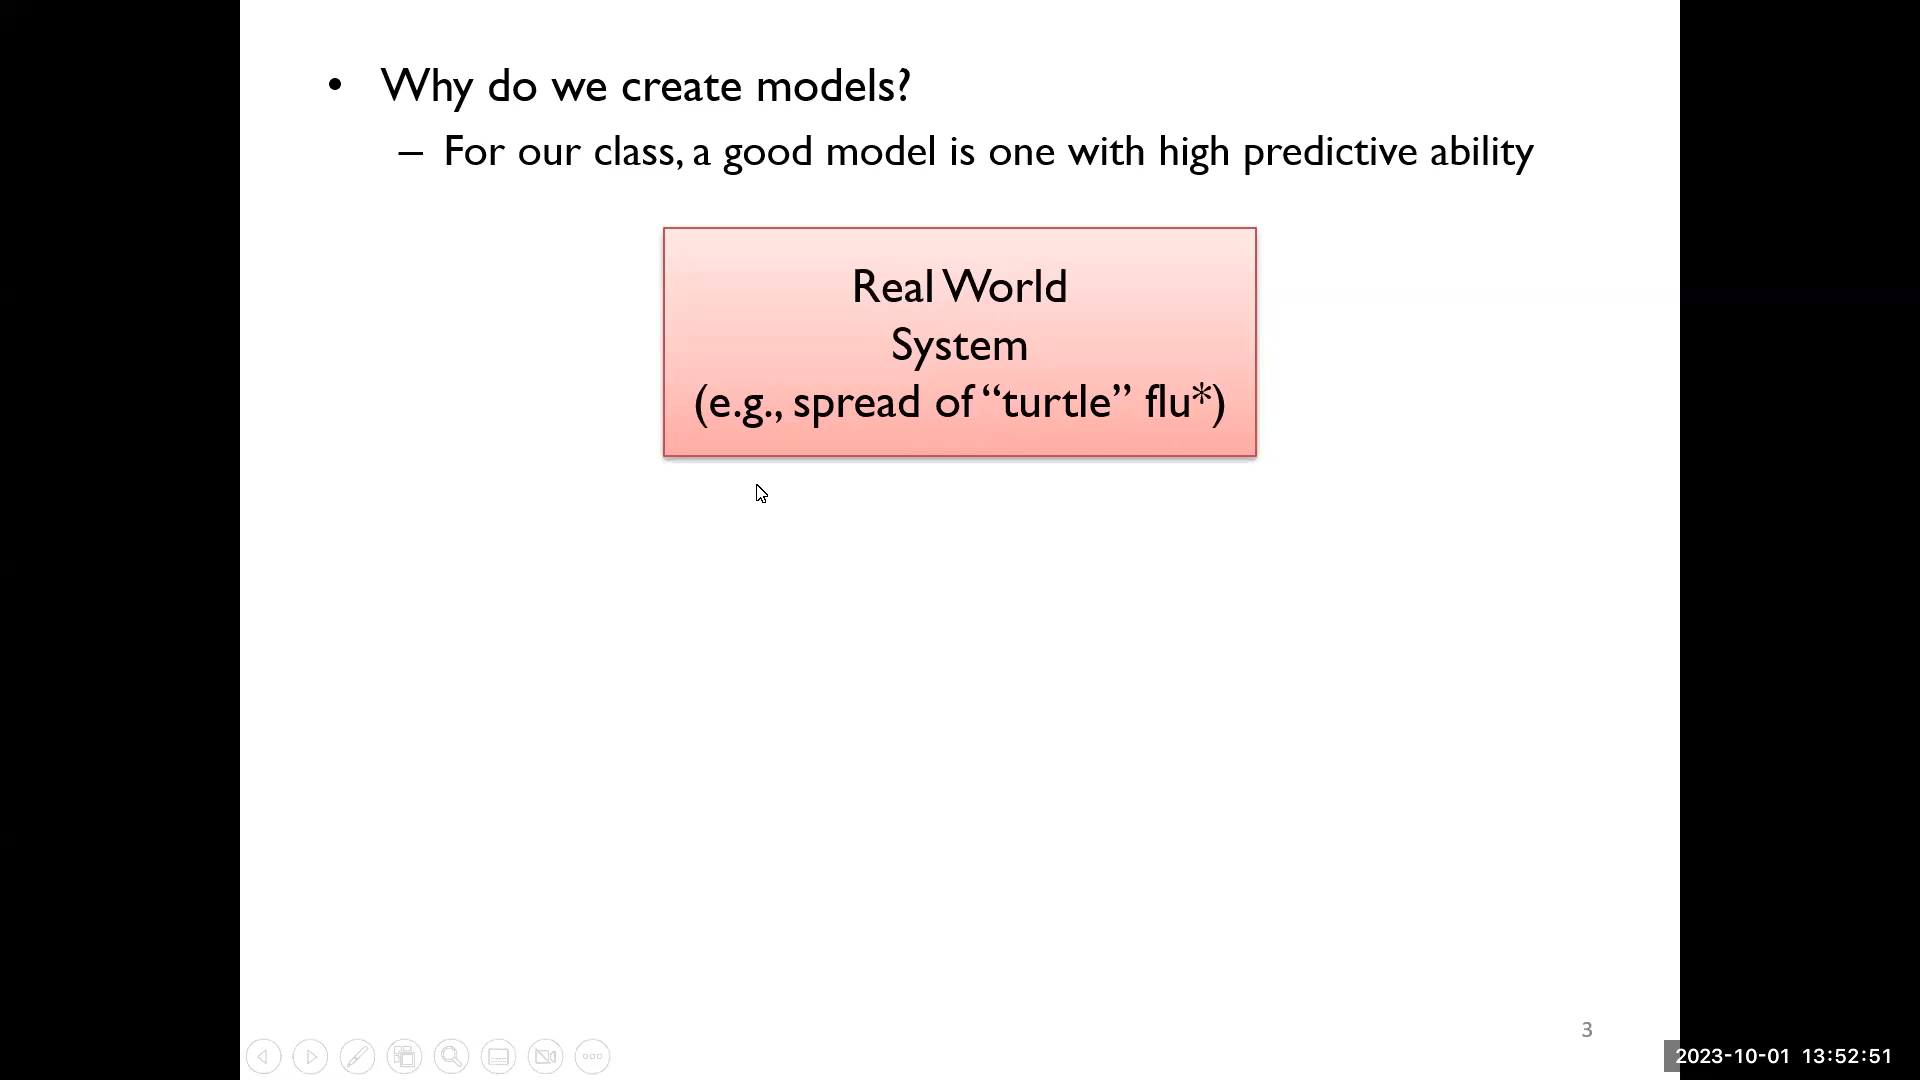 • Why do we create models?
– For our class, a good model is one with high predictive ability
Real World
System
(e.g., spread of “turtle” flu*)
3
2023-10-01 13:52:51